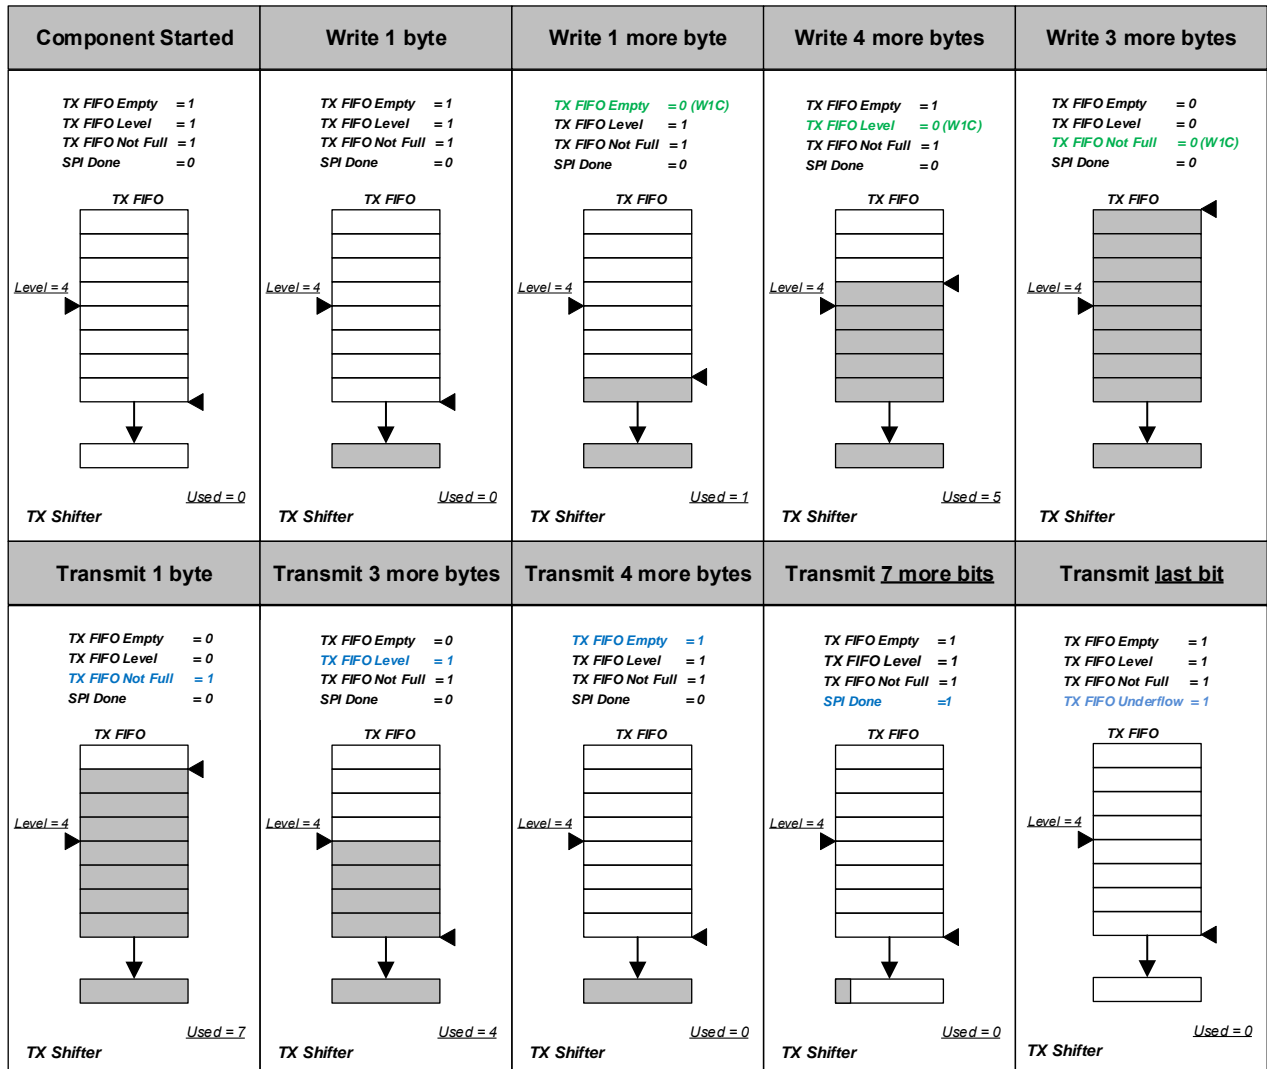 Component Started
TX FIFO Empty = 1
TX FIFO Level = 1
TX FIFO Not Full = 1
SPI Done = 0
TX FIFO
Level = 4
Used = 0
TX Shifter
Write 1 byte
TX FIFO Empty = 1
TX FIFO Level = 1
TX FIFO Not Full = 1
SPI Done = 0
TX FIFO
Level = 4
Used = 0
Write 1 more byte
TX FIFO Empty = 0 (W1C)
TX FIFO Level = 1
TX FIFO Not Full = 1
SPI Done = 0
TX FIFO
Level = 4
Used = 1
TX Shifter
Write 4 more bytes
TX FIFO Empty = 1
TX FIFO Level = 0 (W1C)
TX FIFO Not Full = 1
SPI Done = 0
TX FIFO
Level = 4
Used = 5
TX Shifter
Write 3 more bytes
TX FIFO Empty = 0
TX FIFO Level = 0
TX FIFO Not Full = 0 (W1C)
SPI Done = 0
TX FIFO
Level = 4
TX Shifter
Transmit 1 byte
TX FIFO Empty = 0
TX FIFO Level = 0
TX FIFO Not Full = 1
SPI Done = 0
TX FIFO
Level = 4
Used = 7
TX Shifter
Transmit 3 more bytes
TX FIFO Empty = 0
TX FIFO Level = 1
TX FIFO Not Full = 1
SPI Done = 0
TX FIFO
Level = 4
Used = 4
TX Shifter
Transmit 4 more bytes
TX FIFO Empty = 1
TX FIFO Level = 1
TX FIFO Not Full = 1
SPI Done = 0
TX FIFO
Level = 4
Used = 0
TX Shifter
Transmit 7 more bits
TX FIFO Empty = 1
TX FIFO Level = 1
TX FIFO Not Full = 1
SPI Done =1
TX FIFO
Level = 4
Used = 0
TX Shifter
Transmit last bit
TX FIFO Empty = 1
TX FIFO Level = 1
TX FIFO Not Full = 1
TX FIFO Underflow = 1
TX FIFO
Level = 4
Used = 0
TX Shifter